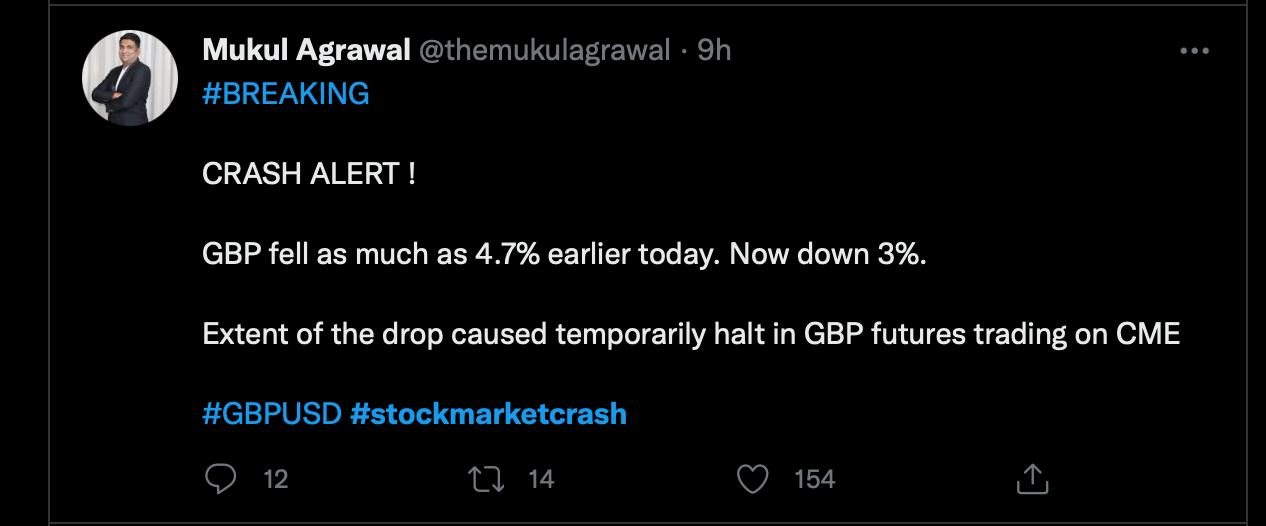 Mukul Agrawal @themukulagrawal · 9h
#BREAKING
CRASH ALERT !
GBP fell as much as 4.7% earlier today. Now down 3%.
Extent of the drop caused temporarily halt in GBP futures trading on CME
#GBPUSD #stockmarketcrash
12 14 154